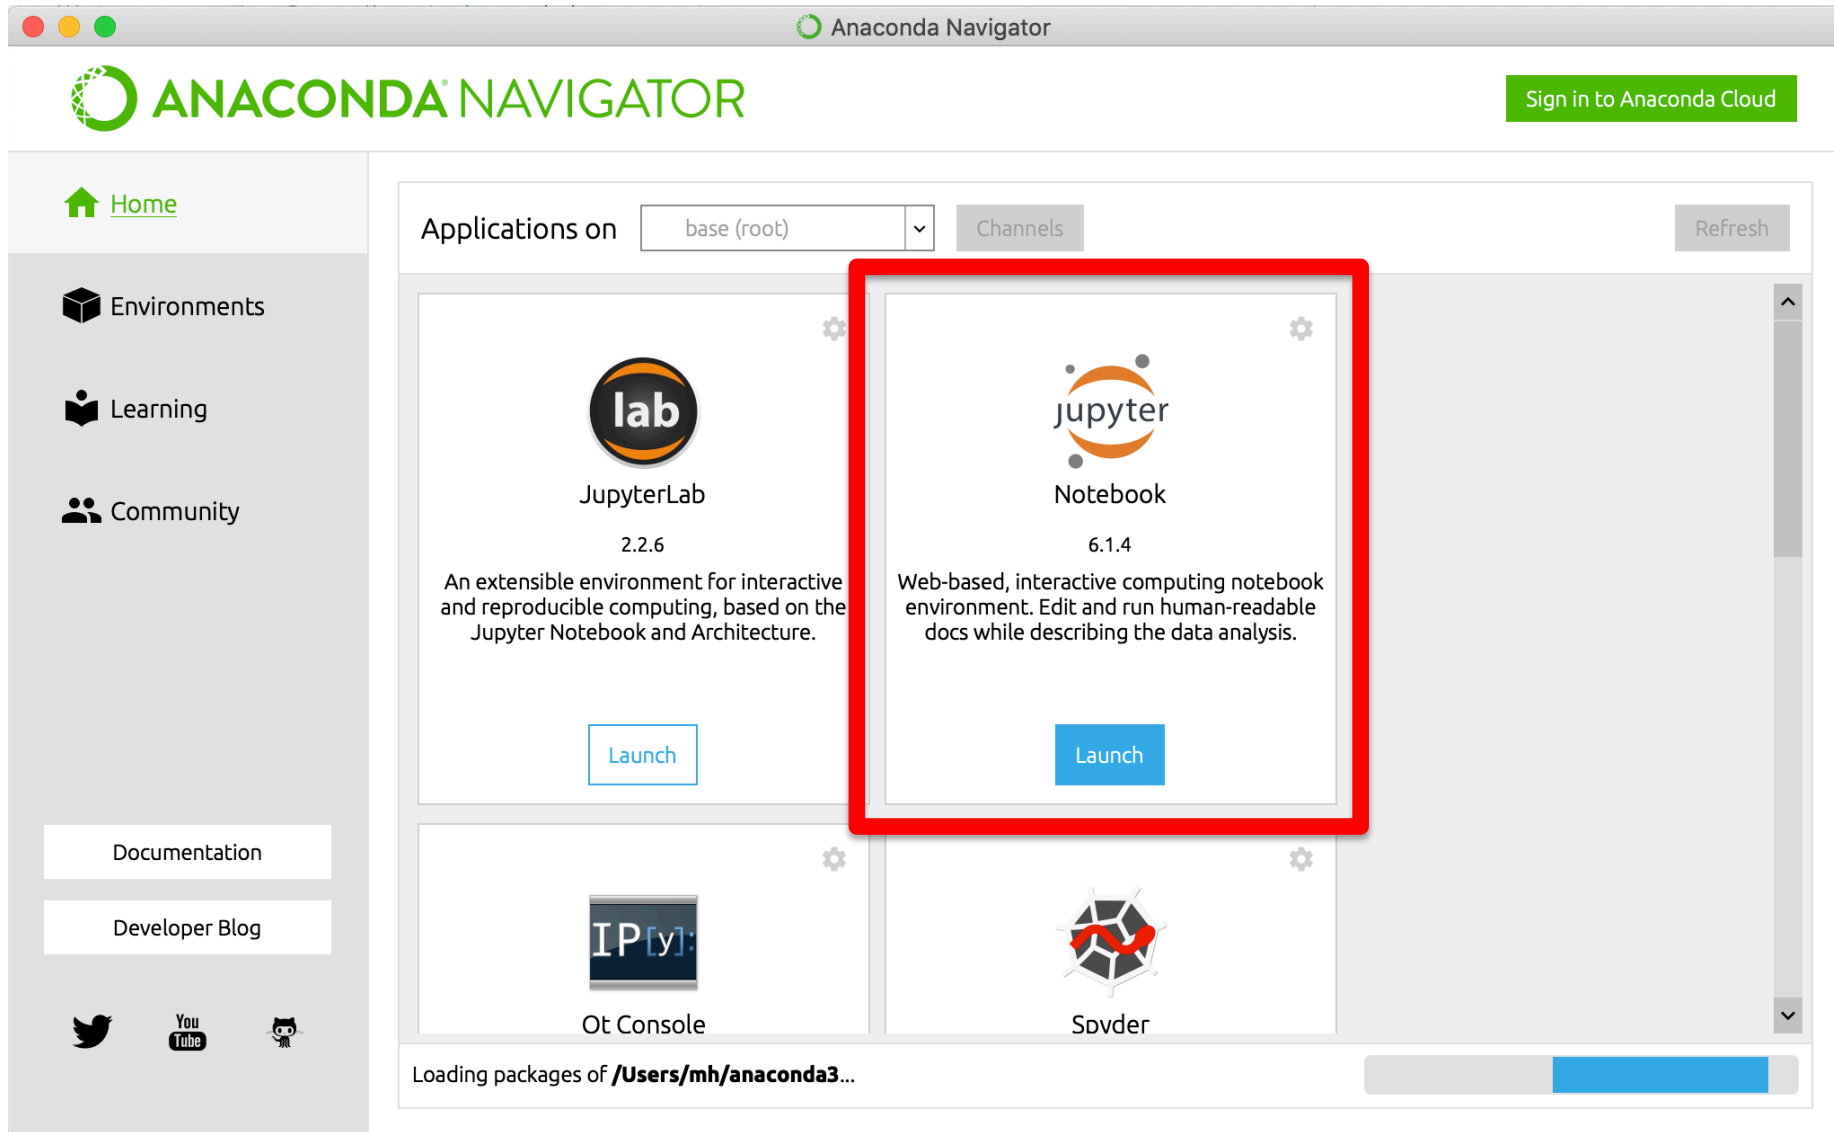 Anaconda Navigator
ANACONDA NAVIGATOR
Sign in to Anaconda Cloud
Home
Environments
Learning
Community
Documentation
Developer Blog
You
Tube
Applications on
base (root)
Channels
Refresh
lab
JupyterLab
2.2.6
An extensible environment for interactive
and reproducible computing, based on the
Jupyter Notebook and Architecture.
Launch
jupyter
Notebook
6.1.4
Web-based, interactive computing notebook
environment. Edit and run human-readable
docs while describing the data analysis.
Launch
IP[y]:
Qt Console
Spyder
Loading packages of /Users/mh/anaconda3...